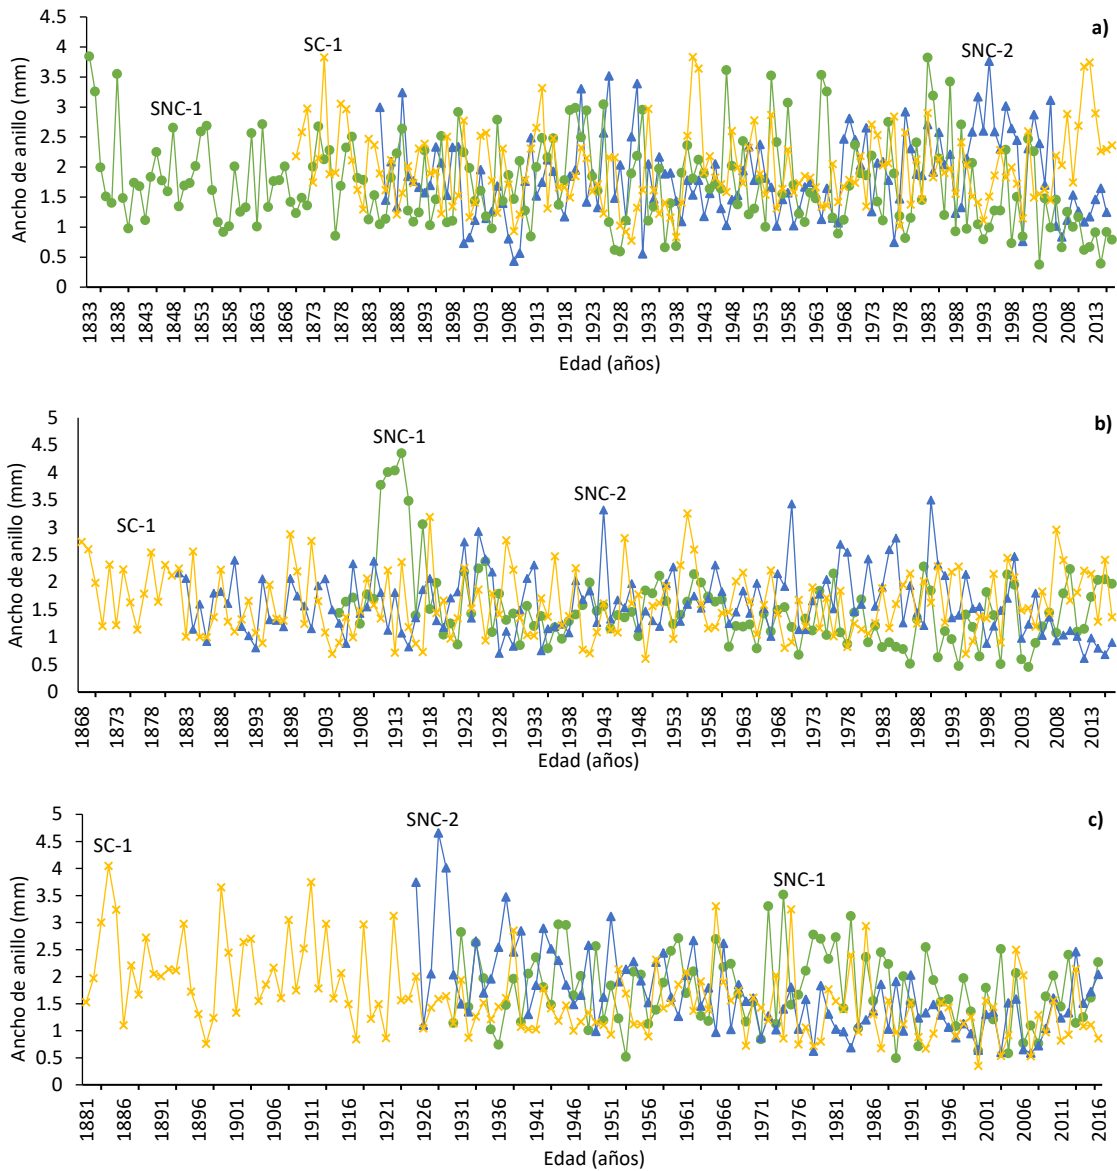 a)
Ancho de anillo (mm)
4.5
4
3.5
3
2.5
2
1.5
1
0.5
0
SNC-1
SC-1
SNC-2
1833 1838 1843 1848 1853 1858 1863 1868 1873 1878 1883 1888 1893 1898 1903 1908 1913 1918 1923 1928 1933 1938 1943 1948 1953 1958 1963 1968 1973 1978 1983 1988 1993 1998 2003 2008 2013
Edad (años)
b)
Ancho de anillo (mm)
5
4.5
4
3.5
3
2.5
2
1.5
1
0.5
0
SC-1
SNC-1
SNC-2
1868 1873 1878 1883 1888 1893 1898 1903 1908 1913 1918 1923 1928 1933 1938 1943 1948 1953 1958 1963 1968 1973 1978 1983 1988 1993 1998 2003 2008 2013
Edad (años)
c)
Ancho de anillo (mm)
5
4.5
4
3.5
3
2.5
2
1.5
1
0.5
0
SC-1
SNC-2
SNC-1
1881 1886 1891 1896 1901 1906 1911 1916 1921 1926 1931 1936 1941 1946 1951 1956 1961 1966 1971 1976 1981 1986 1991 1996 2001 2006 2011 2016
Edad (años)